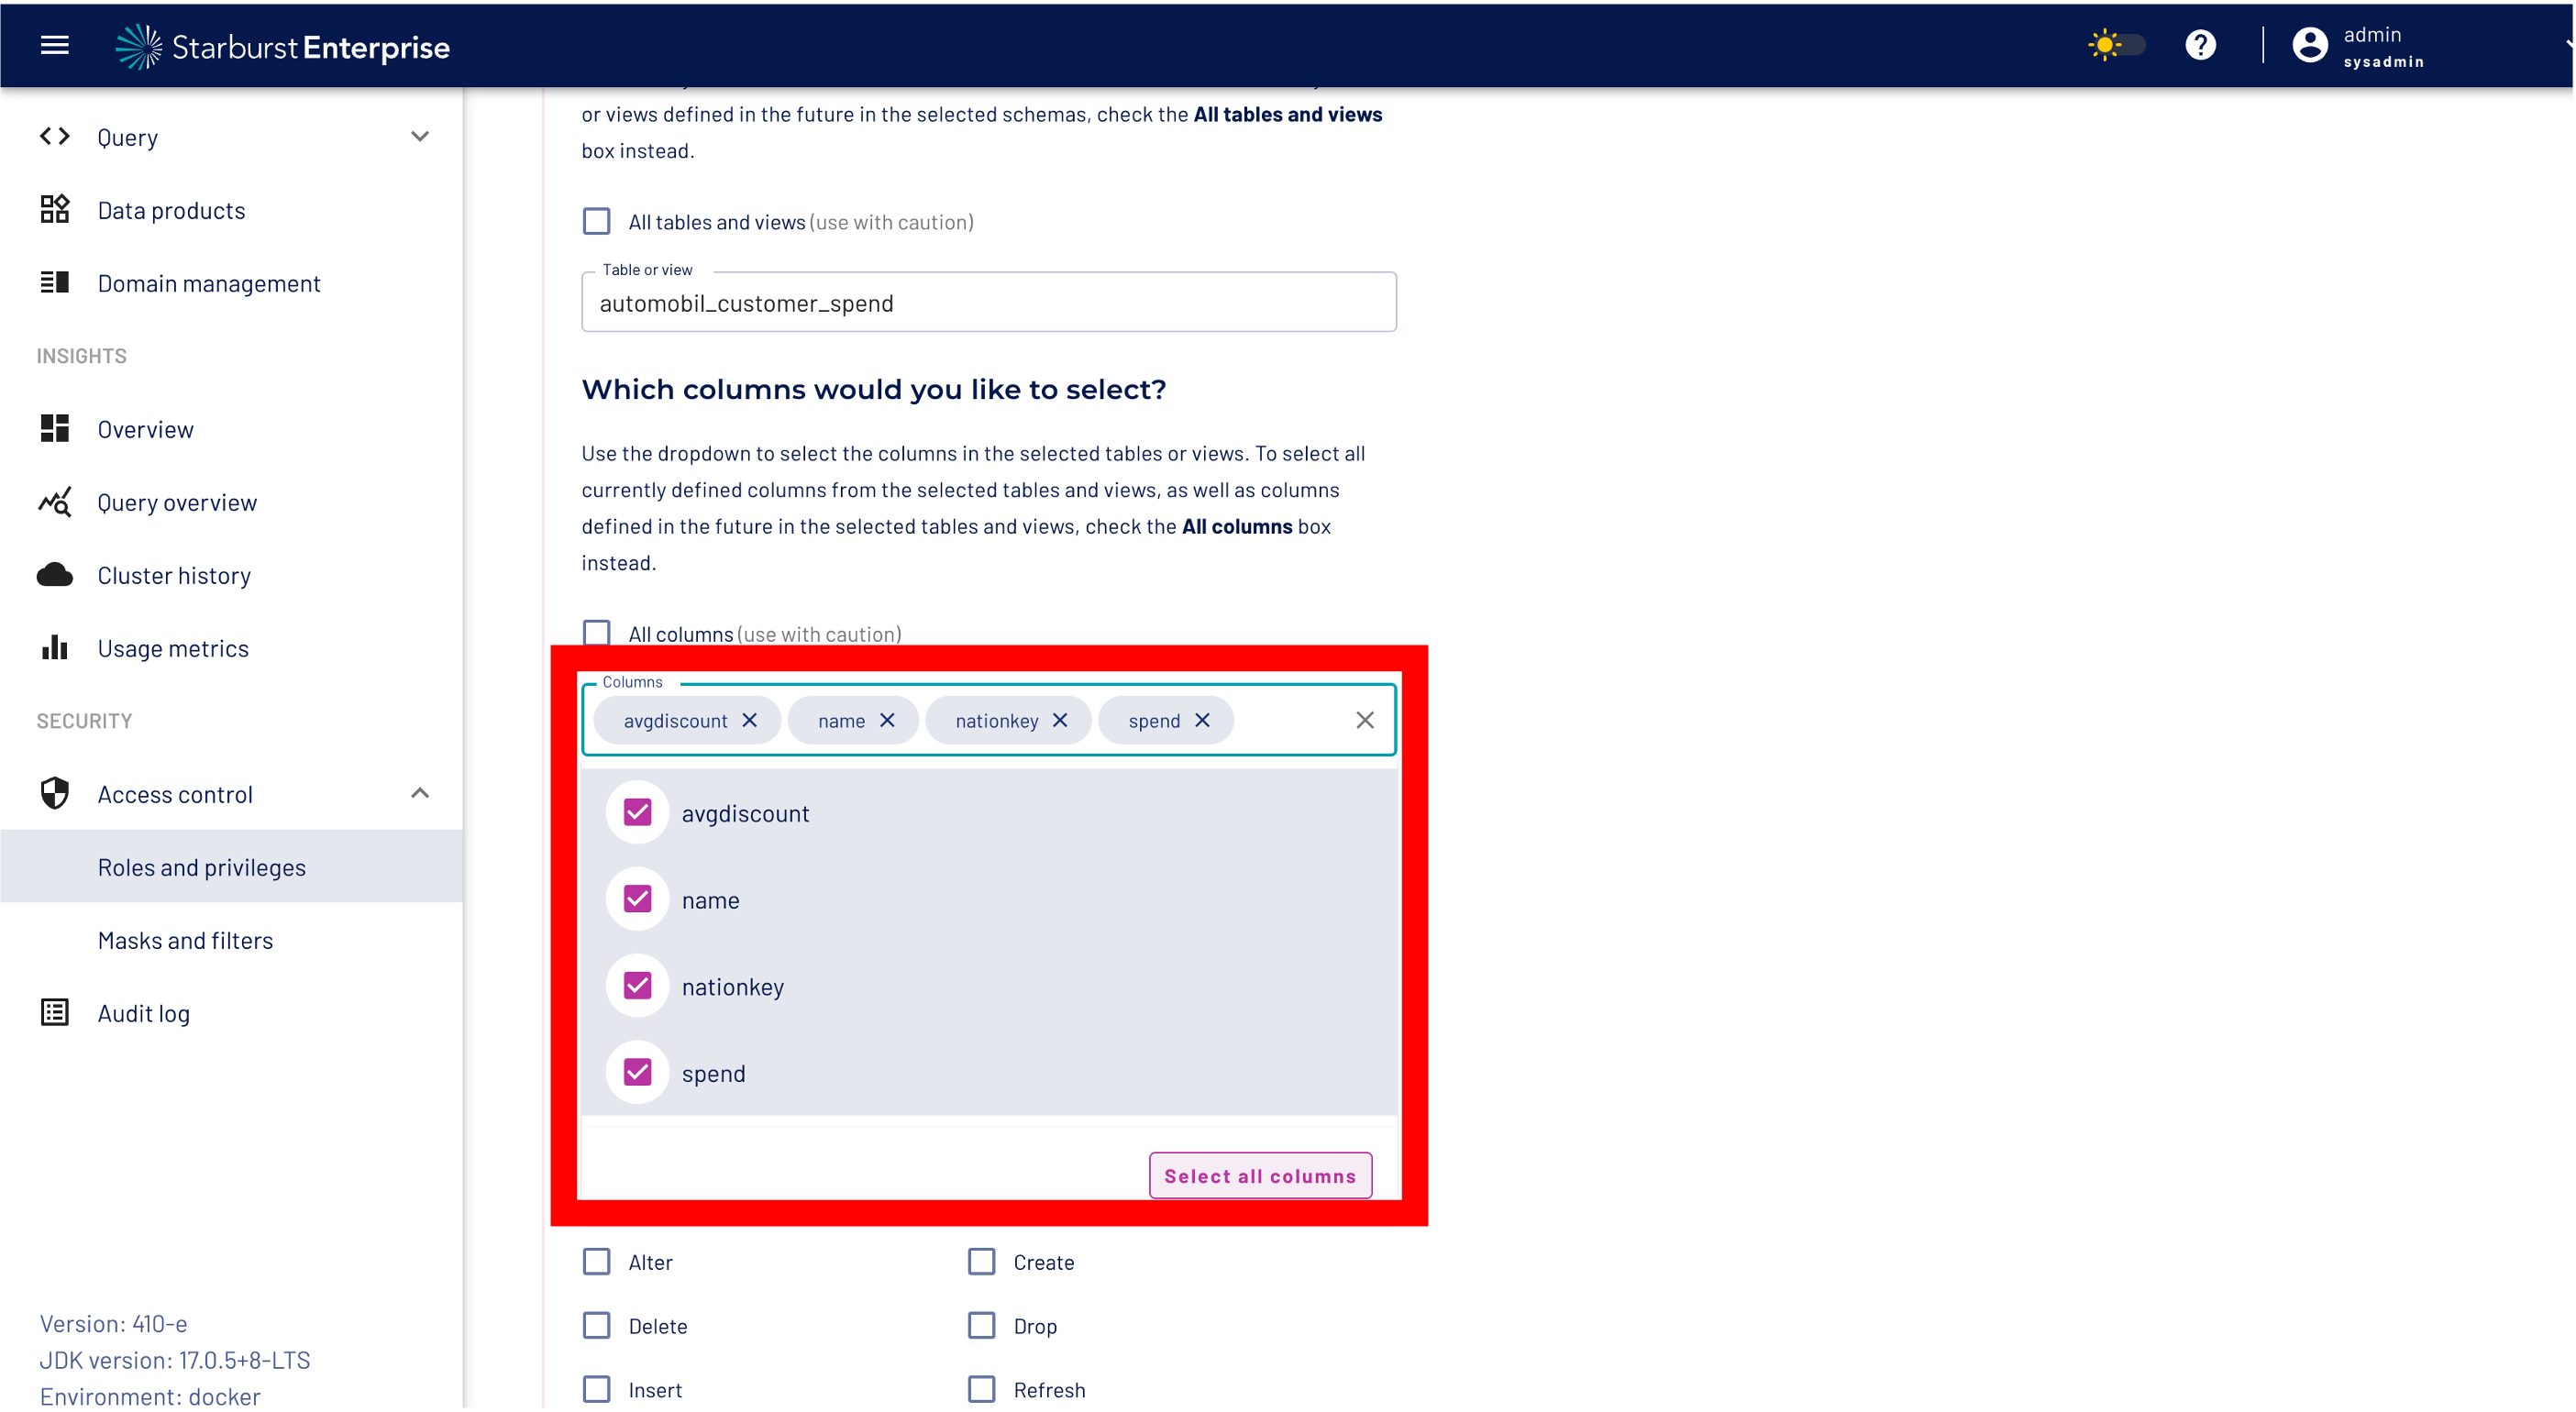 Starburst Enterprise
admin
sysadmin
Query
Data products
Domain management
INSIGHTS
Overview
Query overview
Cluster history
Usage metrics
SECURITY
Access control
Roles and privileges
Masks and filters
Audit log
Version: 410-e
JDK version: 17.0.5+8-LTS
Environment: docker
or views defined in the future in the selected schemas, check the All tables and views
box instead.
All tables and views (use with caution)
Table or view
automobil_customer_spend
Which columns would you like to select?
Use the dropdown to select the columns in the selected tables or views. To select all
currently defined columns from the selected tables and views, as well as columns
defined in the future in the selected tables and views, check the All columns box
instead.
All columns (use with caution)
Columns
avgdiscount name nationkey spend
avgdiscount
name
nationkey
spend
Select all columns
Alter Create
Delete Drop
Insert Refresh